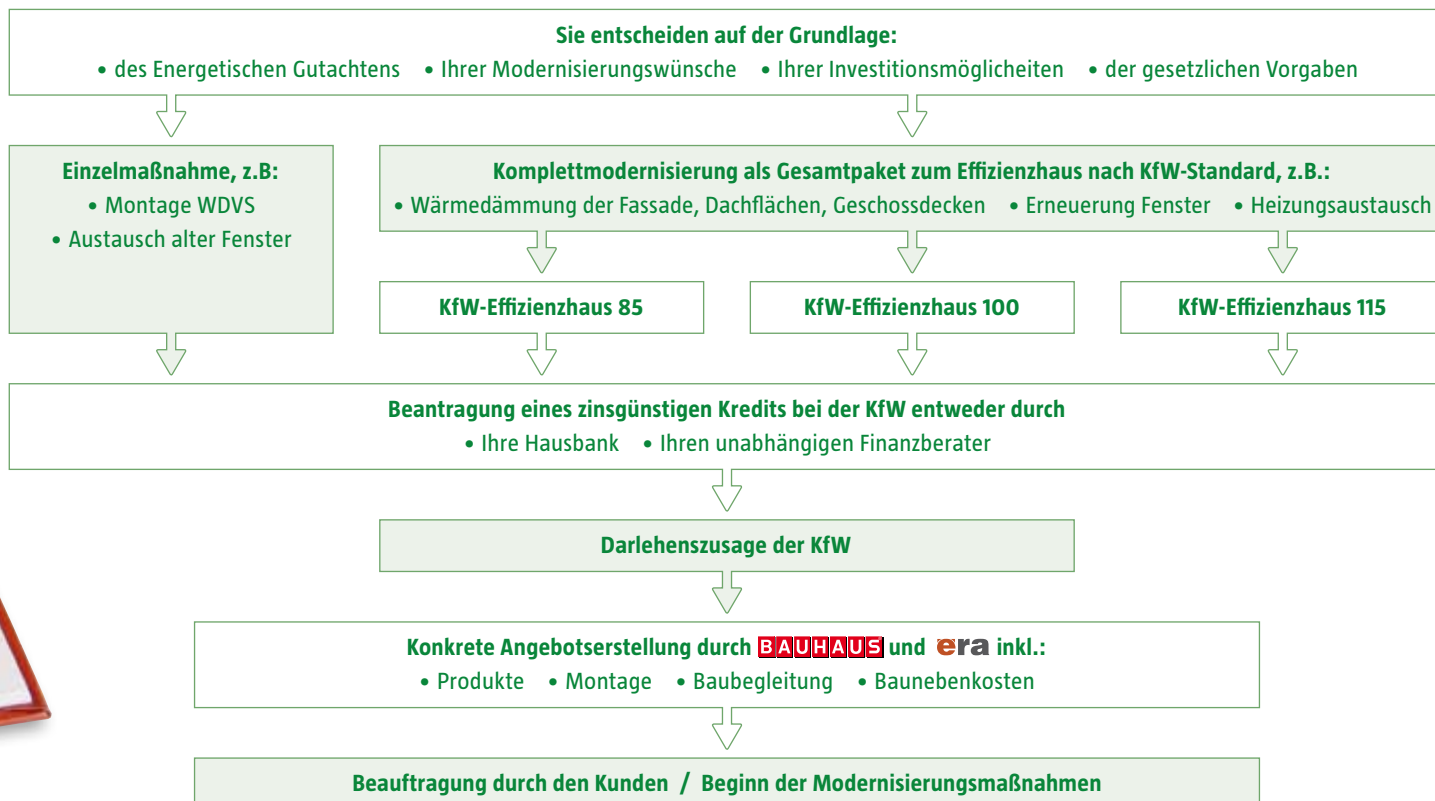 Sie entscheiden auf der Grundlage:
• des Energetischen Gutachtens • Ihrer Modernisierungswünsche • Ihrer Investitionsmöglicheiten • der gesetzlichen Vorgaben
Einzelmaßnahme, z.B:
• Montage WDVS
• Austausch alter Fenster
Komplettmodernisierung als Gesamtpaket zum Effizienzhaus nach KfW-Standard, z.B.:
• Wärmedämmung der Fassade, Dachflächen, Geschossdecken • Erneuerung Fenster • Heizungsaustausch
KfW-Effizienzhaus 85
KfW-Effizienzhaus 100
KfW-Effizienzhaus 115
Beantragung eines zinsgünstigen Kredits bei der KfW entweder durch
• Ihre Hausbank • Ihren unabhängigen Finanzberater
Darlehenszusage der KfW
Konkrete Angebotserstellung durch BAUHAUS und era inkl.:
• Produkte • Montage • Baubegleitung • Baunebenkosten
Beauftragung durch den Kunden / Beginn der Modernisierungsmaßnahmen